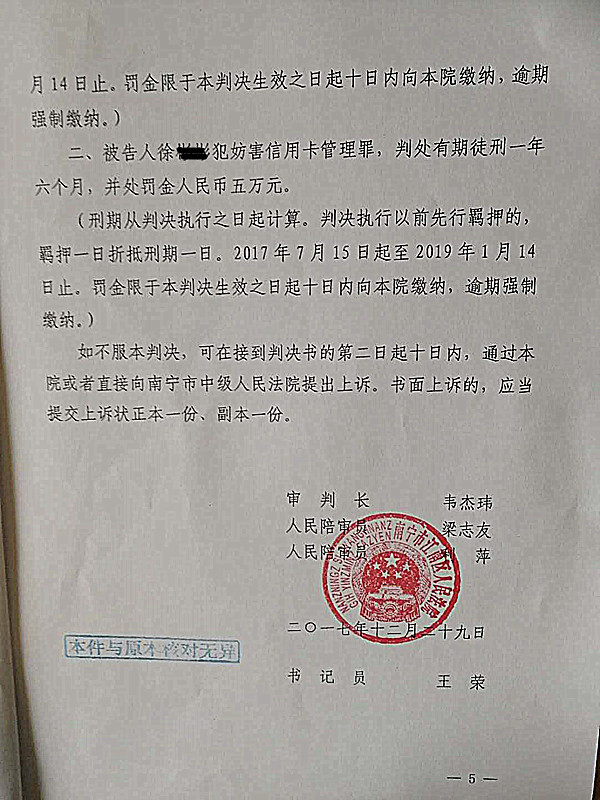 月14日止。罚金限于本判决生效之日起十日内向本院缴纳，逾期
强制缴纳。）
二、被告人徐犯妨害信用卡管理罪，判处有期徒刑一年
六个月，并处罚金人民币五万元。
（刑期从判决执行之日起计算。判决执行以前先行羁押的，
羁押一日折抵刑期一日。2017年7月15日起至2019年1月14
日止。罚金限于本判决生效之日起十日内向本院缴纳，逾期强制
缴纳。）
如不服本判决，可在接到判决书的第二日起十日内，通过本
院或者直接向南宁市中级人民法院提出上诉。书面上诉的，应当
提交上诉状正本一份、副本一份。
审判长 韦杰玮
人民陪审员 梁志友
人民陪审员 萍
南宁市江南区人民法院
二〇一七年十二月二十九日
本件与原本核对无异
书记员 王荣
— 5 —